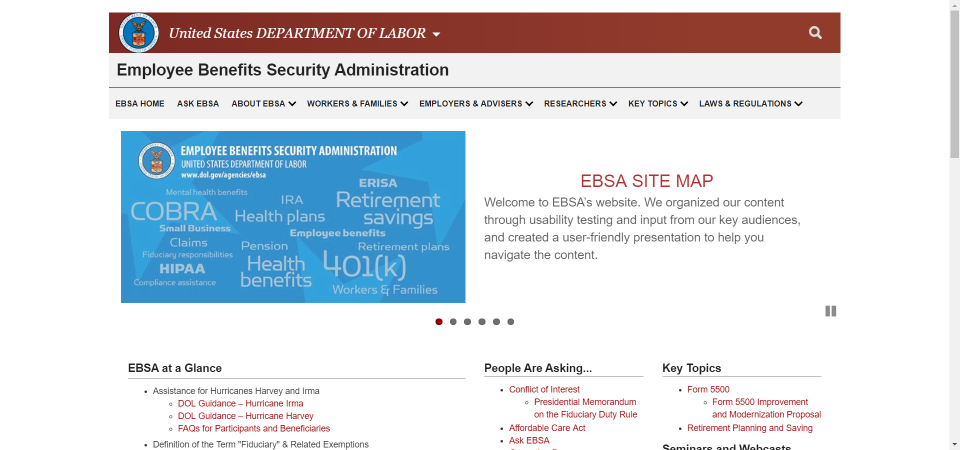 United States DEPARTMENT OF LABOR
Employee Benefits Security Administration
EBSA HOME ASK EBSA ABOUT EBSA WORKERS & FAMILIES EMPLOYERS & ADVISERS RESEARCHERS KEY TOPICS LAWS & REGULATIONS
EMPLOYEE BENEFITS SECURITY ADMINISTRATION
UNITED STATES DEPARTMENT OF LABOR
www.dol.gov/agencies/ebsa
Mental health benefits
ERISA
COBRA
IRA
Retirement savings
Health plans
Small Business
Employee benefits
Claims
Pension
Retirement plans
Fiduciary responsibilities
HIPAA
Health benefits
401(k)
Compliance assistance
Workers & Families
EBSA SITE MAP
Welcome to EBSA's website. We organized our content
through usability testing and input from our key audiences,
and created a user-friendly presentation to help you
navigate the content.
EBSA at a Glance
Assistance for Hurricanes Harvey and Irma
DOL Guidance – Hurricane Irma
DOL Guidance – Hurricane Harvey
FAQs for Participants and Beneficiaries
Definition of the Term "Fiduciary" & Related Exemptions
People Are Asking...
Conflict of Interest
Presidential Memorandum
on the Fiduciary Duty Rule
Affordable Care Act
Ask EBSA
Key Topics
Form 5500
Form 5500 Improvement
and Modernization Proposal
Retirement Planning and Saving
Seminars and Webcasts